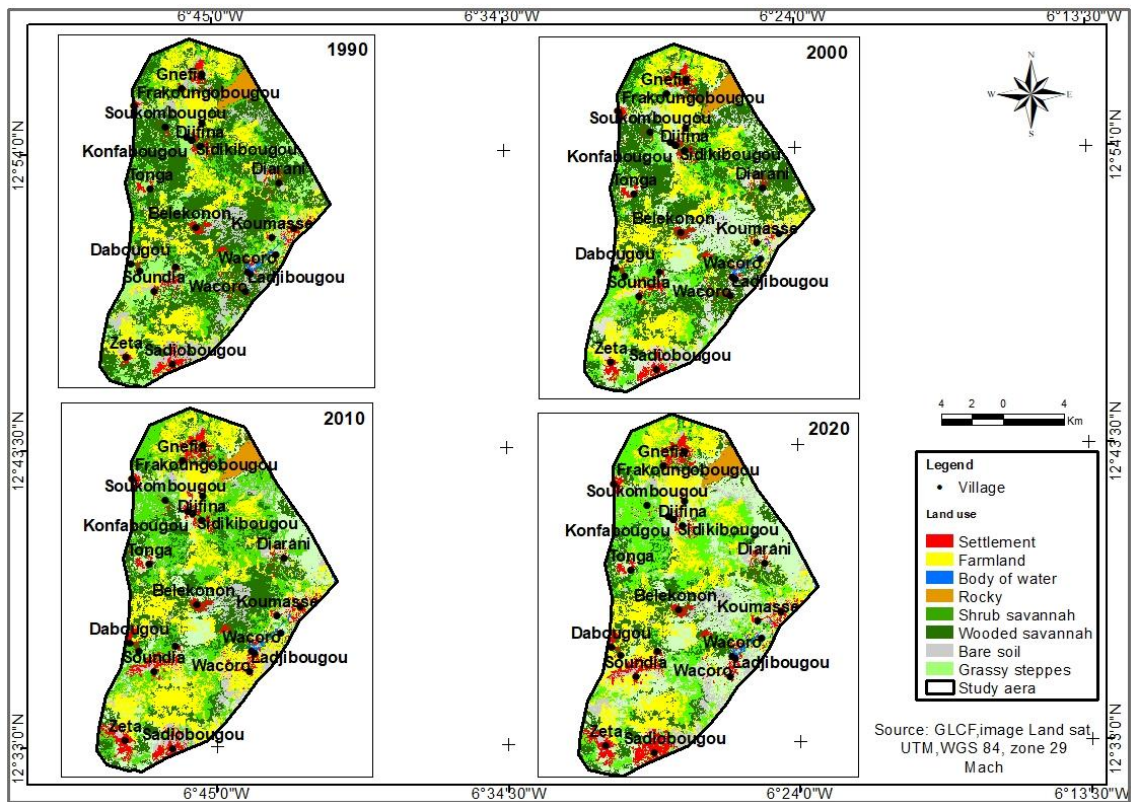 6°45'0"W
6°34'30"W
6°24'0"W
6°13'30"W
1990
Gnefia
Frakoungobougou
Soukombougou
Djifina
Konfabougou
Sidikibougou
Tonga
Diarani
Belekonon
Koumasse
Dabougou
Wacoro
Soundia
Ladjibougou
Wacoro
Zeta
Sadiobougou
2000
Gnefia
Frakoungobougou
Soukombougou
Djifina
Konfabougou
Sidikibougou
Tonga
Diarani
Belekonon
Koumasse
Dabougou
Wacoro
Soundia
Ladjibougou
Wacoro
Zeta
Sadiobougou
N
W
E
S
12°54'0"N
12°54'0"N
2010
Gnefia
Frakoungobougou
Soukombougou
Djifina
Konfabougou
Sidikibougou
Tonga
Diarani
Belekonon
Koumasse
Dabougou
Wacoro
Soundia
Ladjibougou
Wacoro
Zeta
Sadiobougou
2020
Gnefia
Frakoungobougou
Soukombougou
Djifina
Konfabougou
Sidikibougou
Tonga
Diarani
Belekonon
Koumasse
Dabougou
Wacoro
Soundia
Ladjibougou
Wacoro
Zeta
Sadiobougou
4 2 0 4
Km
12°43'30"N
12°43'30"N
Legend
Village
Land use
Settlement
Farmland
Body of water
Rocky
Shrub savannah
Wooded savannah
Bare soil
Grassy steppes
Study aera
Source: GLCF,image Land sat,
UTM,WGS 84, zone 29
Mach
12°33'0"N
12°33'0"N
6°45'0"W
6°34'30"W
6°24'0"W
6°13'30"W